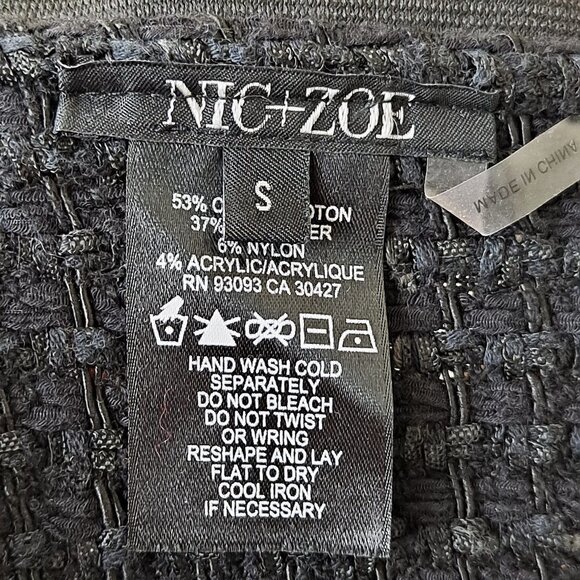 NIC+ZOE
S
53% C OTON
37% ER
6% NYLON
4% ACRYLIC/ACRYLIQUE
RN 93093 CA 30427
HAND WASH COLD
SEPARATELY
DO NOT BLEACH
DO NOT TWIST
OR WRING
RESHAPE AND LAY
FLAT TO DRY
COOL IRON
IF NECESSARY
MADE IN CHINA